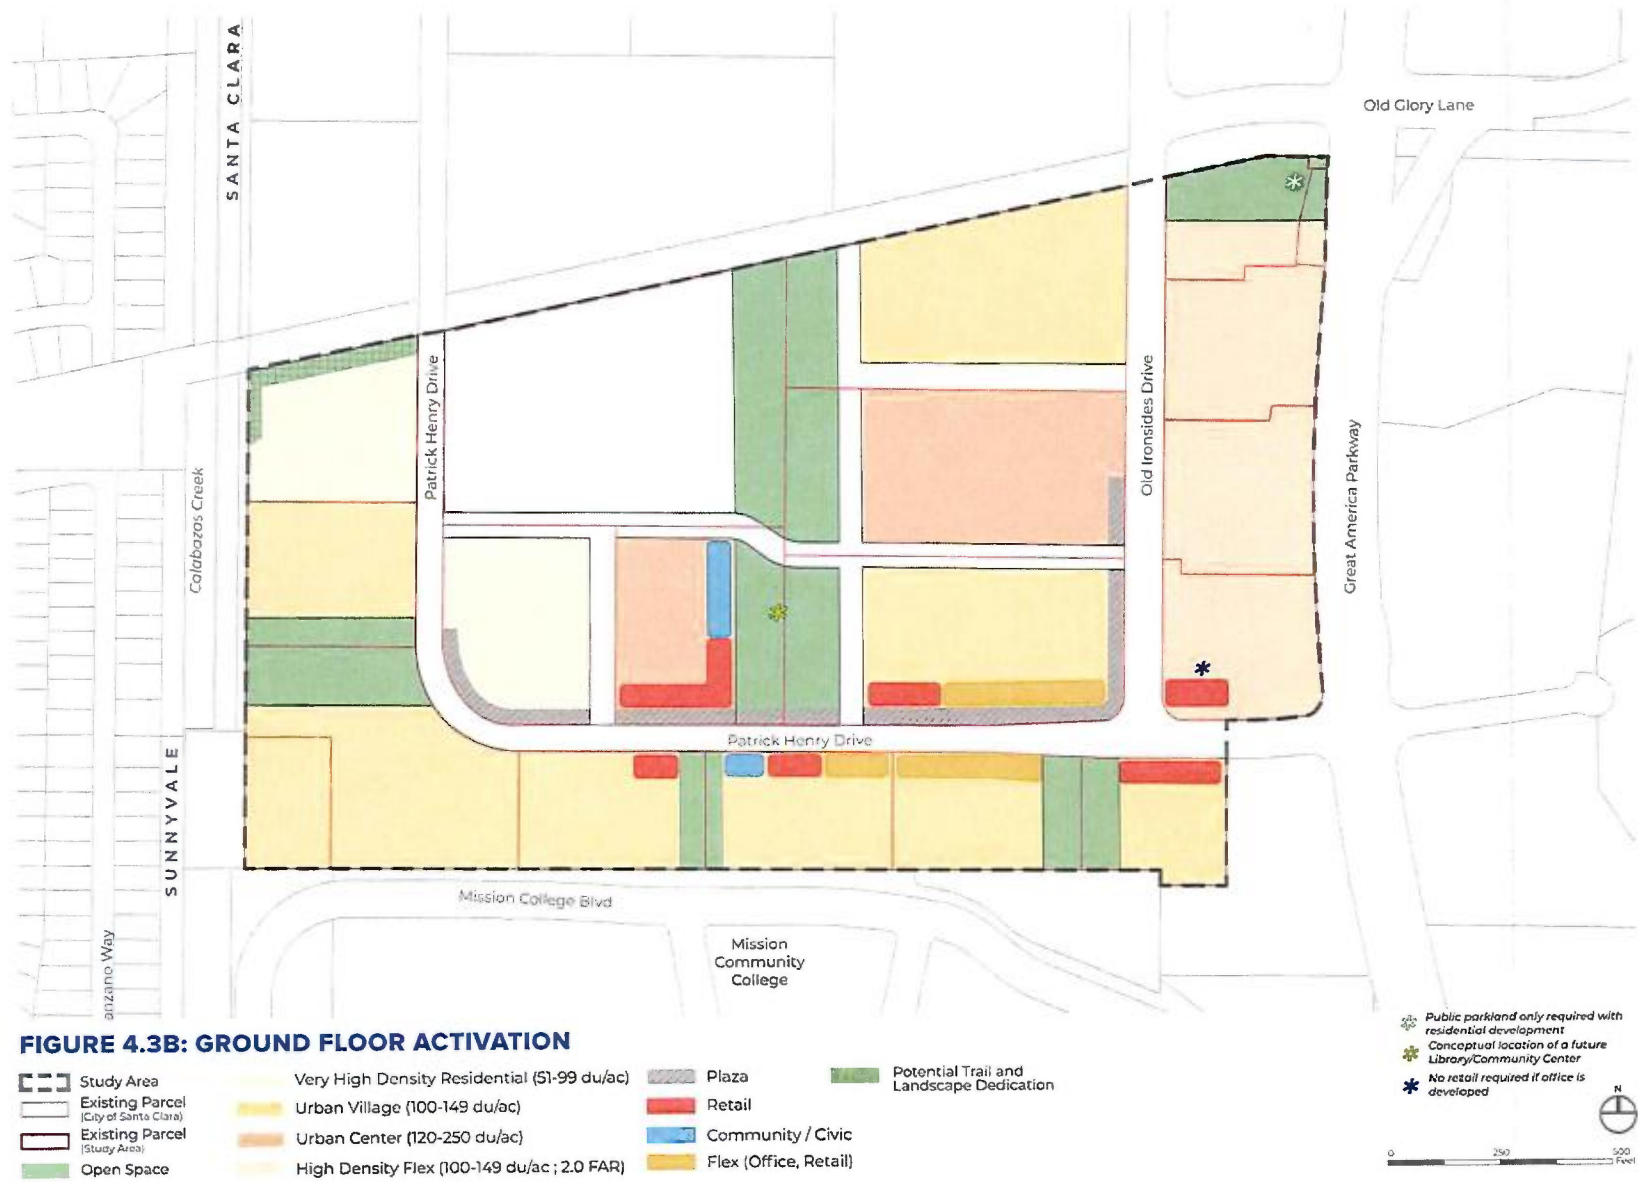 SANTA CLARA
Old Glory Lane
Patrick Henry Drive
Old Ironsides Drive
Great America Parkway
Calabazas Creek
Patrick Henry Drive
SUNNYVALE
Mission College Blvd
anzano Way
Mission
Community
College
FIGURE 4.3B: GROUND FLOOR ACTIVATION
Study Area
Existing Parcel
(City of Santa Clara)
Existing Parcel
(Study Area)
Open Space
Very High Density Residential (51-99 du/ac)
Urban Village (100-149 du/ac)
Urban Center (120-250 du/ac)
High Density Flex (100-149 du/ac ; 2.0 FAR)
Plaza
Retail
Community / Civic
Flex (Office, Retail)
Potential Trail and
Landscape Dedication
Public parkland only required with
residential development
Conceptual location of a future
Library/Community Center
No retail required if office is
developed
N
0 250 500
Feet